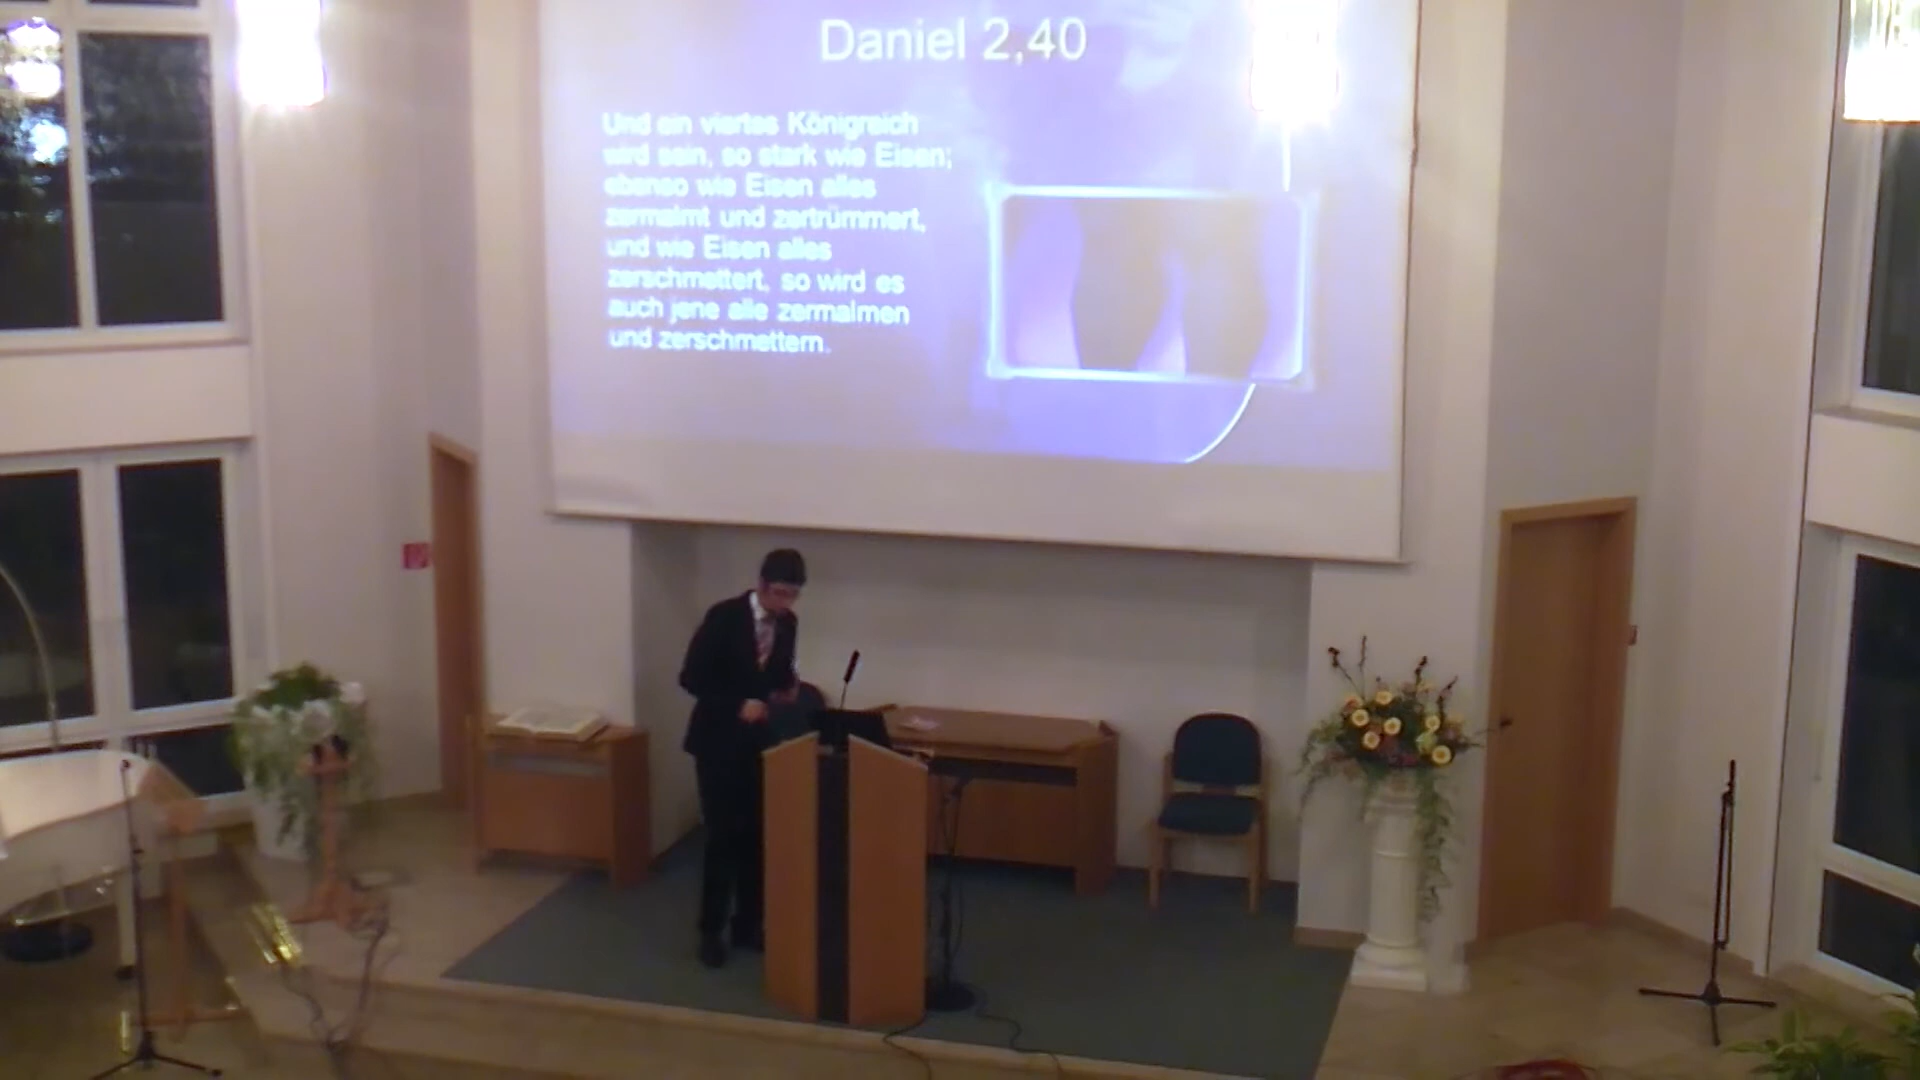 Daniel 2,40
Und ein viertes Königreich
wird sein, so stark wie Eisen;
ebenso wie Eisen alles
zermalmt und zertrümmert,
und wie Eisen alles
zerschmettert, so wird es
auch jene alle zermalmen
und zerschmettern.